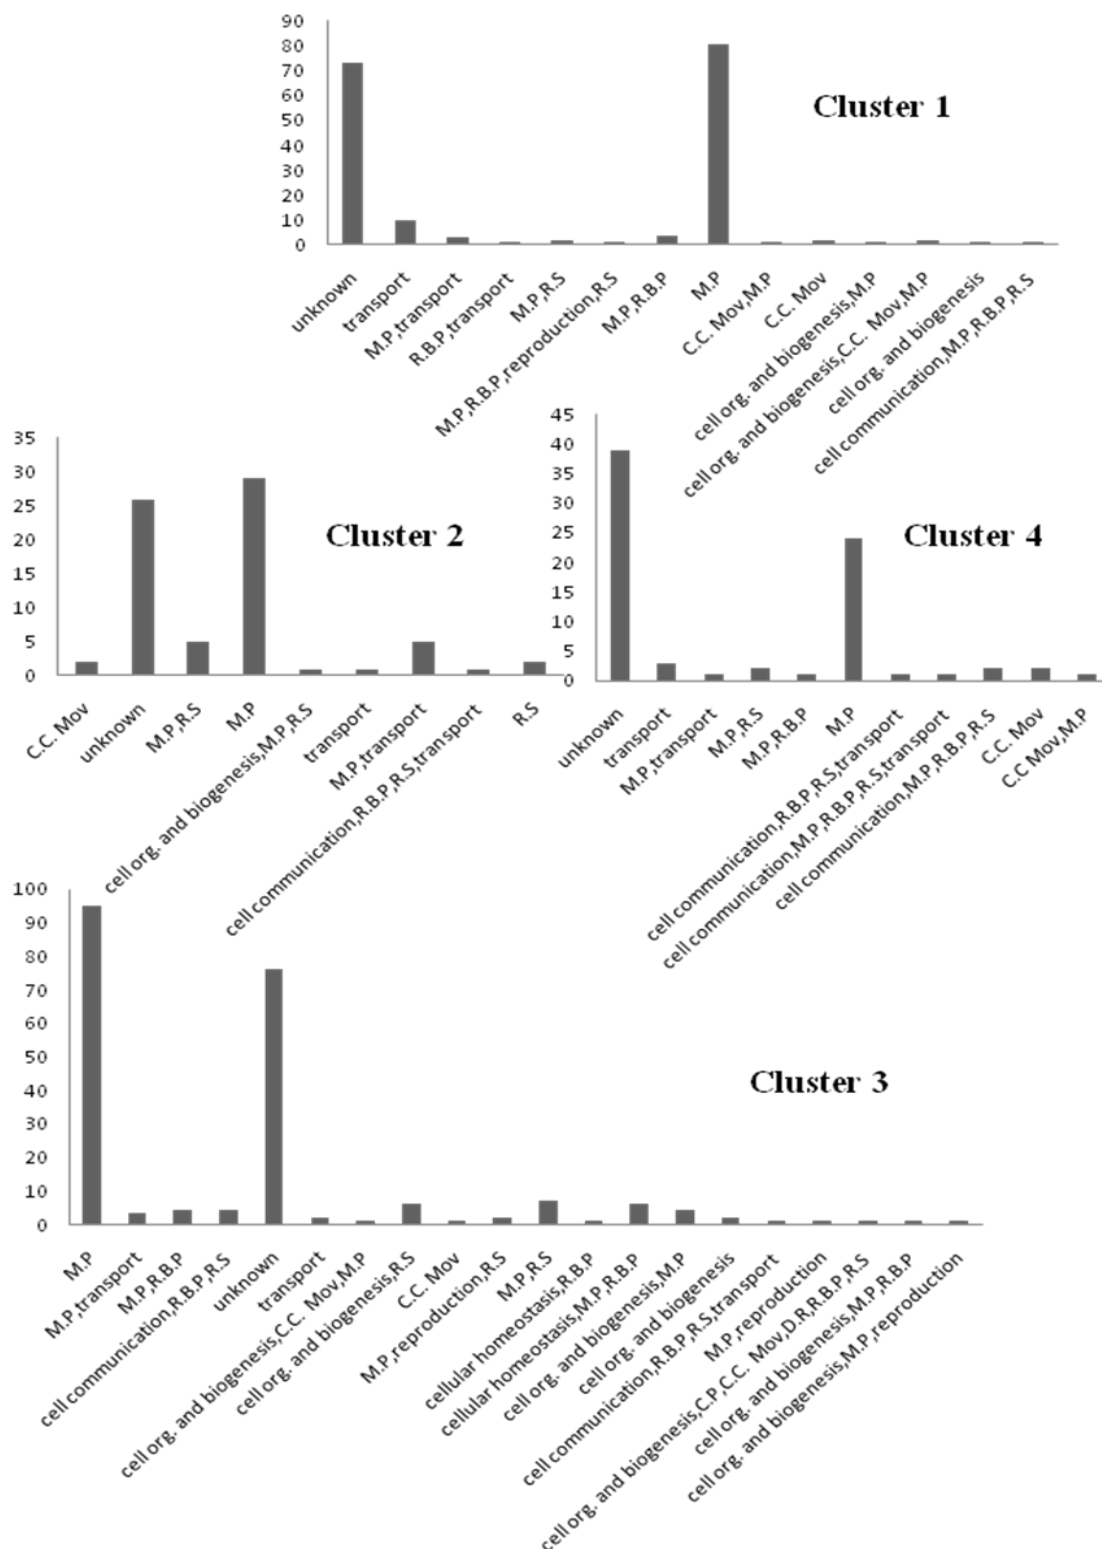 90
80
70
60
50
40
30
20
10
0
Cluster 1
unknown
transport
M.P,transport
R.B.P,transport
M.P,R.S
M.P,R.B.P,reproduction,R.S
M.P,R.B.P
M.P
C.C. Mov,M.P
C.C. Mov
cell org. and biogenesis,M.P
cell org. and biogenesis,C.C. Mov,M.P
cell org. and biogenesis
cell communication,M.P,R.B.P,R.S
35
30
25
20
15
10
5
0
Cluster 2
C.C. Mov
unknown
M.P,R.S
M.P
cell org. and biogenesis,M.P,R.S
transport
M.P,transport
cell communication,R.B.P,R.S,transport
R.S
45
40
35
30
25
20
15
10
5
0
Cluster 4
unknown
transport
M.P,transport
M.P,R.S
M.P,R.B.P
M.P
cell communication,R.B.P,R.S,transport
cell communication,M.P,R.B.P,R.S,transport
cell communication,M.P,R.B.P,R.S
C.C. Mov
C.C Mov,M.P
100
90
80
70
60
50
40
30
20
10
0
Cluster 3
M.P
M.P,transport
M.P,R.B.P
cell communication,R.B.P,R.S
unknown
transport
cell org. and biogenesis,C.C. Mov,M.P
cell org. and biogenesis,R.S
C.C. Mov
M.P,reproduction,R.S
M.P,R.S
cellular homeostasis,R.B.P
cellular homeostasis,M.P,R.B.P
cell org. and biogenesis,M.P
cell org. and biogenesis
cell communication,R.B.P,R.S,transport
M.P,reproduction
cell org. and biogenesis,C.P,C.C. Mov,D.R,R.B.P,R.S
cell org. and biogenesis,M.P,R.B.P
cell org. and biogenesis,M.P,reproduction